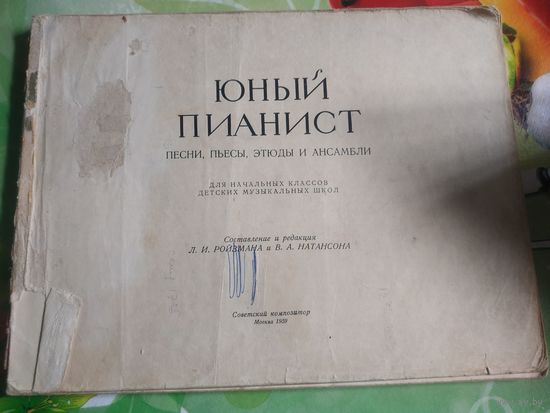 ЮНЫЙ
ПИАНИСТ
ПЕСНИ, ПЬЕСЫ, ЭТЮДЫ И АНСАМБЛИ
ДЛЯ НАЧАЛЬНЫХ КЛАССОВ
ДЕТСКИХ МУЗЫКАЛЬНЫХ ШКОЛ
Составление и редакция
Л. И. РОЙЗМАНА и В. А. НАТАНСОНА
Советский композитор
Москва 1959